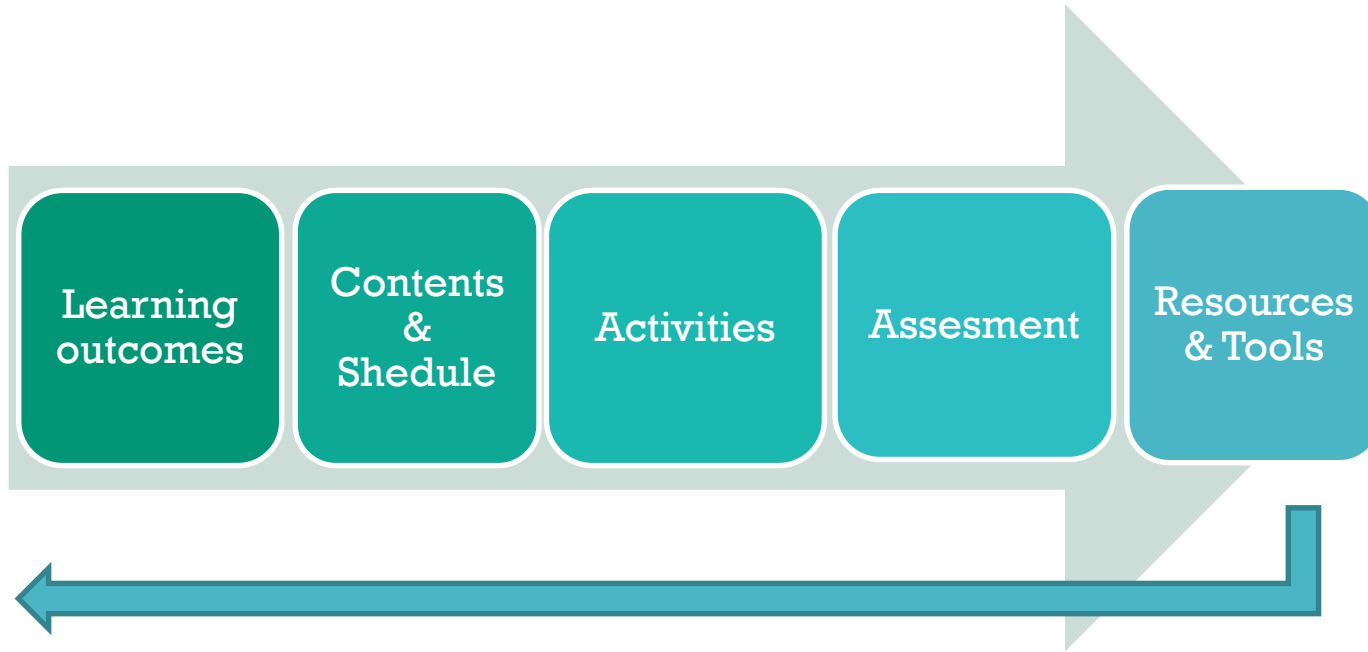 Learning
outcomes
Contents
&
Shedule
Activities
Assesment
Resources
& Tools